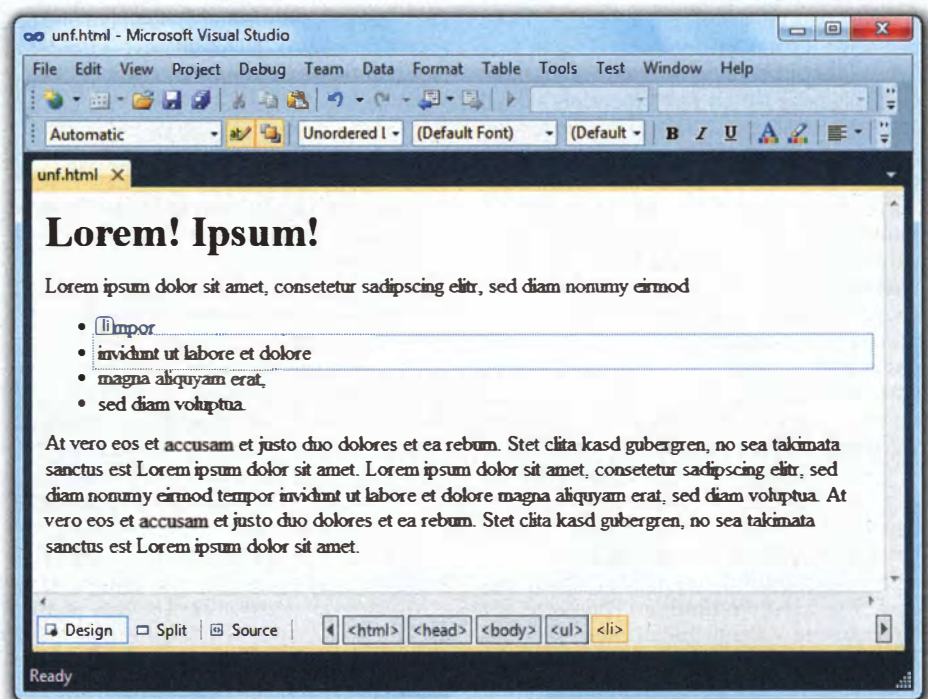 unf.html - Microsoft Visual Studio
File Edit View Project Debug Team Data Format Table Tools Test Window Help
Automatic Unordered l (Default Font) (Default B I U A
unf.html X
Lorem! Ipsum!
Lorem ipsum dolor sit amet, consetetur sadipscing elitr, sed diam nonumy eirmod
li mpor
invidunt ut labore et dolore
magna aliquyam erat,
sed diam voluptua.
At vero eos et accusam et justo duo dolores et ea rebum. Stet clita kasd gubergren, no sea takimata
sanctus est Lorem ipsum dolor sit amet. Lorem ipsum dolor sit amet, consetetur sadipscing elitr, sed
diam nonumy eirmod tempor invidunt ut labore et dolore magna aliquyam erat, sed diam voluptua. At
vero eos et accusam et justo duo dolores et ea rebum. Stet clita kasd gubergren, no sea takimata
sanctus est Lorem ipsum dolor sit amet.
Design Split Source <html> <head> <body> <ul> <li>
Ready